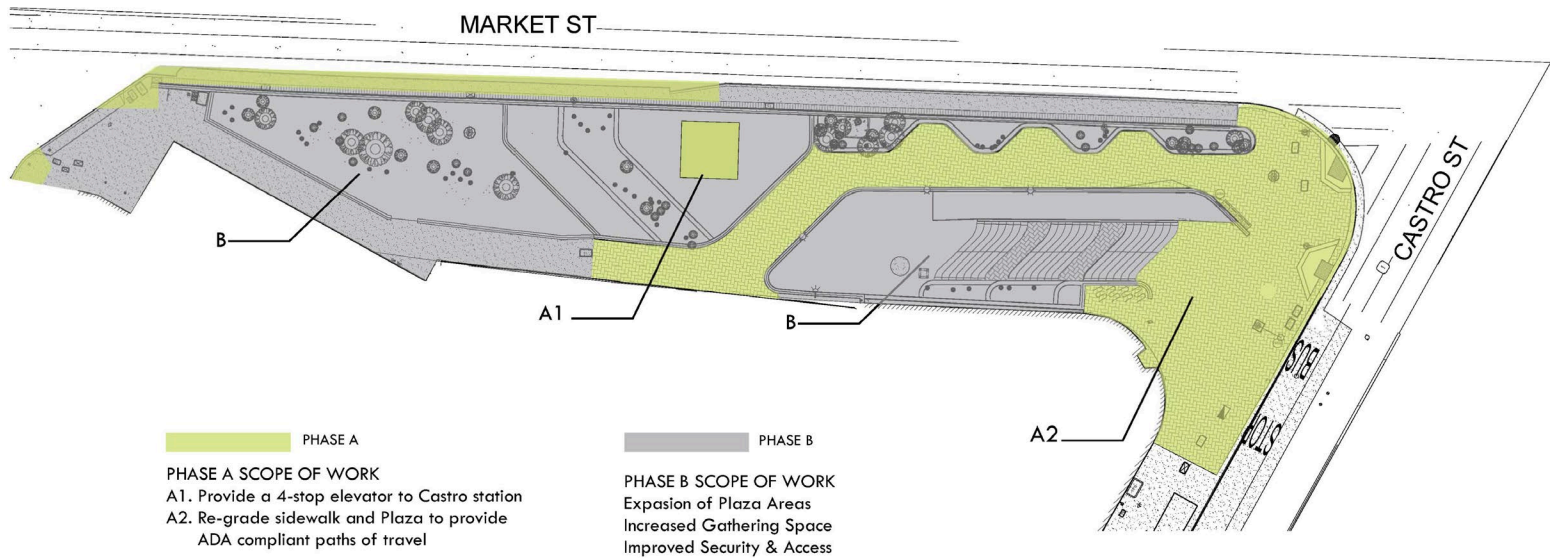 MARKET ST
CASTRO ST
B
A1
B
A2
BUS
STOP
PHASE A
PHASE A SCOPE OF WORK
A1. Provide a 4-stop elevator to Castro station
A2. Re-grade sidewalk and Plaza to provide
ADA compliant paths of travel
PHASE B
PHASE B SCOPE OF WORK
Expasion of Plaza Areas
Increased Gathering Space
Improved Security & Access